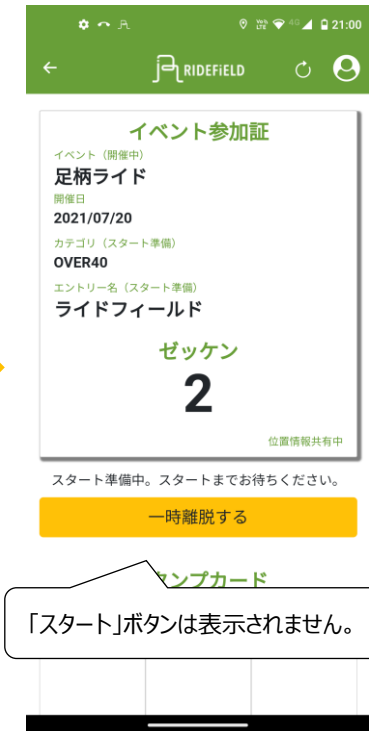 21:00
RIDEFiELD
イベント参加証
イベント（開催中）
足柄ライド
開催日
2021/07/20
カテゴリ（スタート準備）
OVER40
エントリー名（スタート準備）
ライドフィールド
ゼッケン
2
位置情報共有中
スタート準備中。スタートまでお待ちください。
一時離脱する
ンプカード
「スタート」ボタンは表示されません。